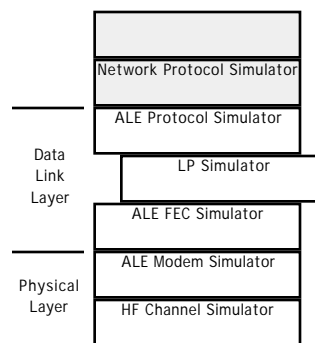 Network Protocol Simulator
ALE Protocol Simulator
Data
Link
Layer
LP Simulator
ALE FEC Simulator
ALE Modem Simulator
Physical
Layer
HF Channel Simulator